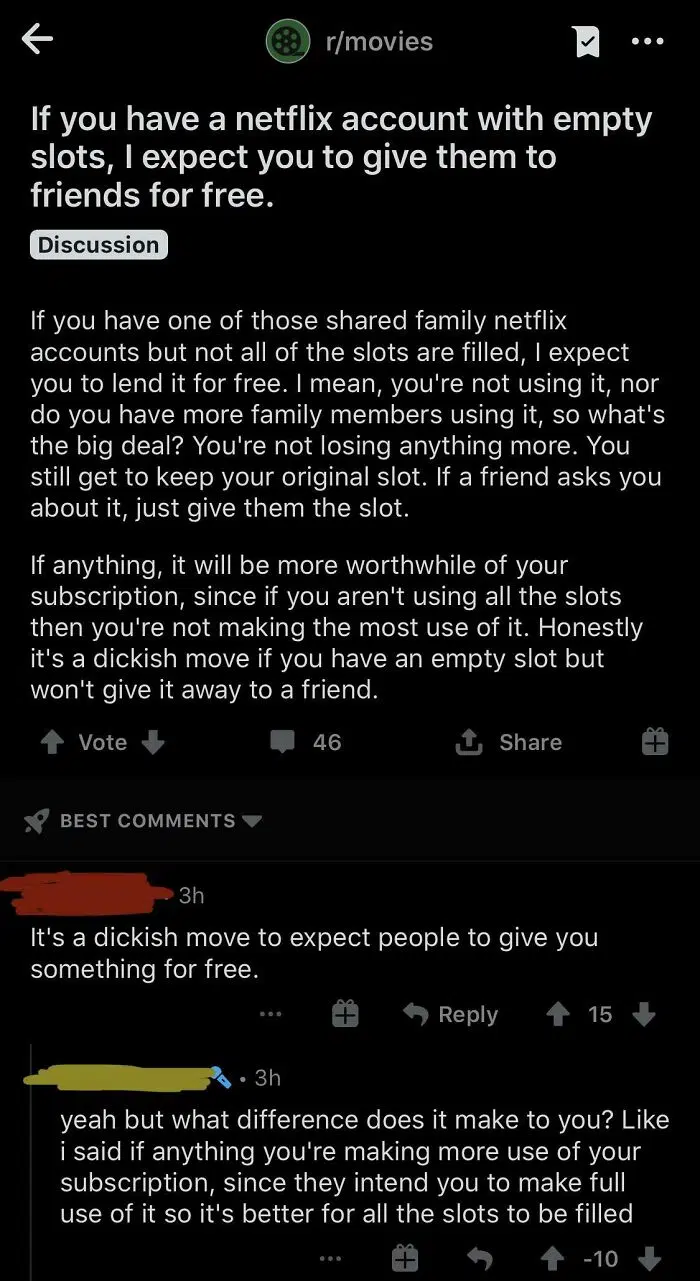 r/movies
If you have a netflix account with empty
slots, I expect you to give them to
friends for free.
Discussion
If you have one of those shared family netflix
accounts but not all of the slots are filled, I expect
you to lend it for free. I mean, you're not using it, nor
do you have more family members using it, so what's
the big deal? You're not losing anything more. You
still get to keep your original slot. If a friend asks you
about it, just give them the slot.
If anything, it will be more worthwhile of your
subscription, since if you aren't using all the slots
then you're not making the most use of it. Honestly
it's a dickish move if you have an empty slot but
won't give it away to a friend.
Vote 46 Share
BEST COMMENTS
3h
It's a dickish move to expect people to give you
something for free.
Reply 15
• 3h
yeah but what difference does it make to you? Like
i said if anything you're making more use of your
subscription, since they intend you to make full
use of it so it's better for all the slots to be filled
-10